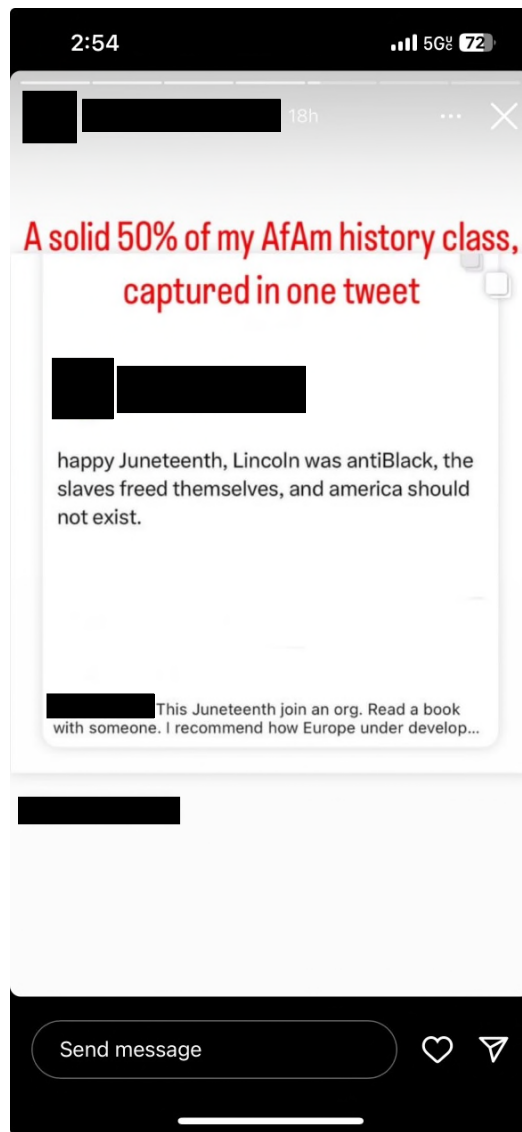 2:54
5G 72
18h
A solid 50% of my AfAm history class,
captured in one tweet
happy Juneteenth, Lincoln was antiBlack, the
slaves freed themselves, and america should
not exist.
This Juneteenth join an org. Read a book
with someone. I recommend how Europe under develop...
Send message